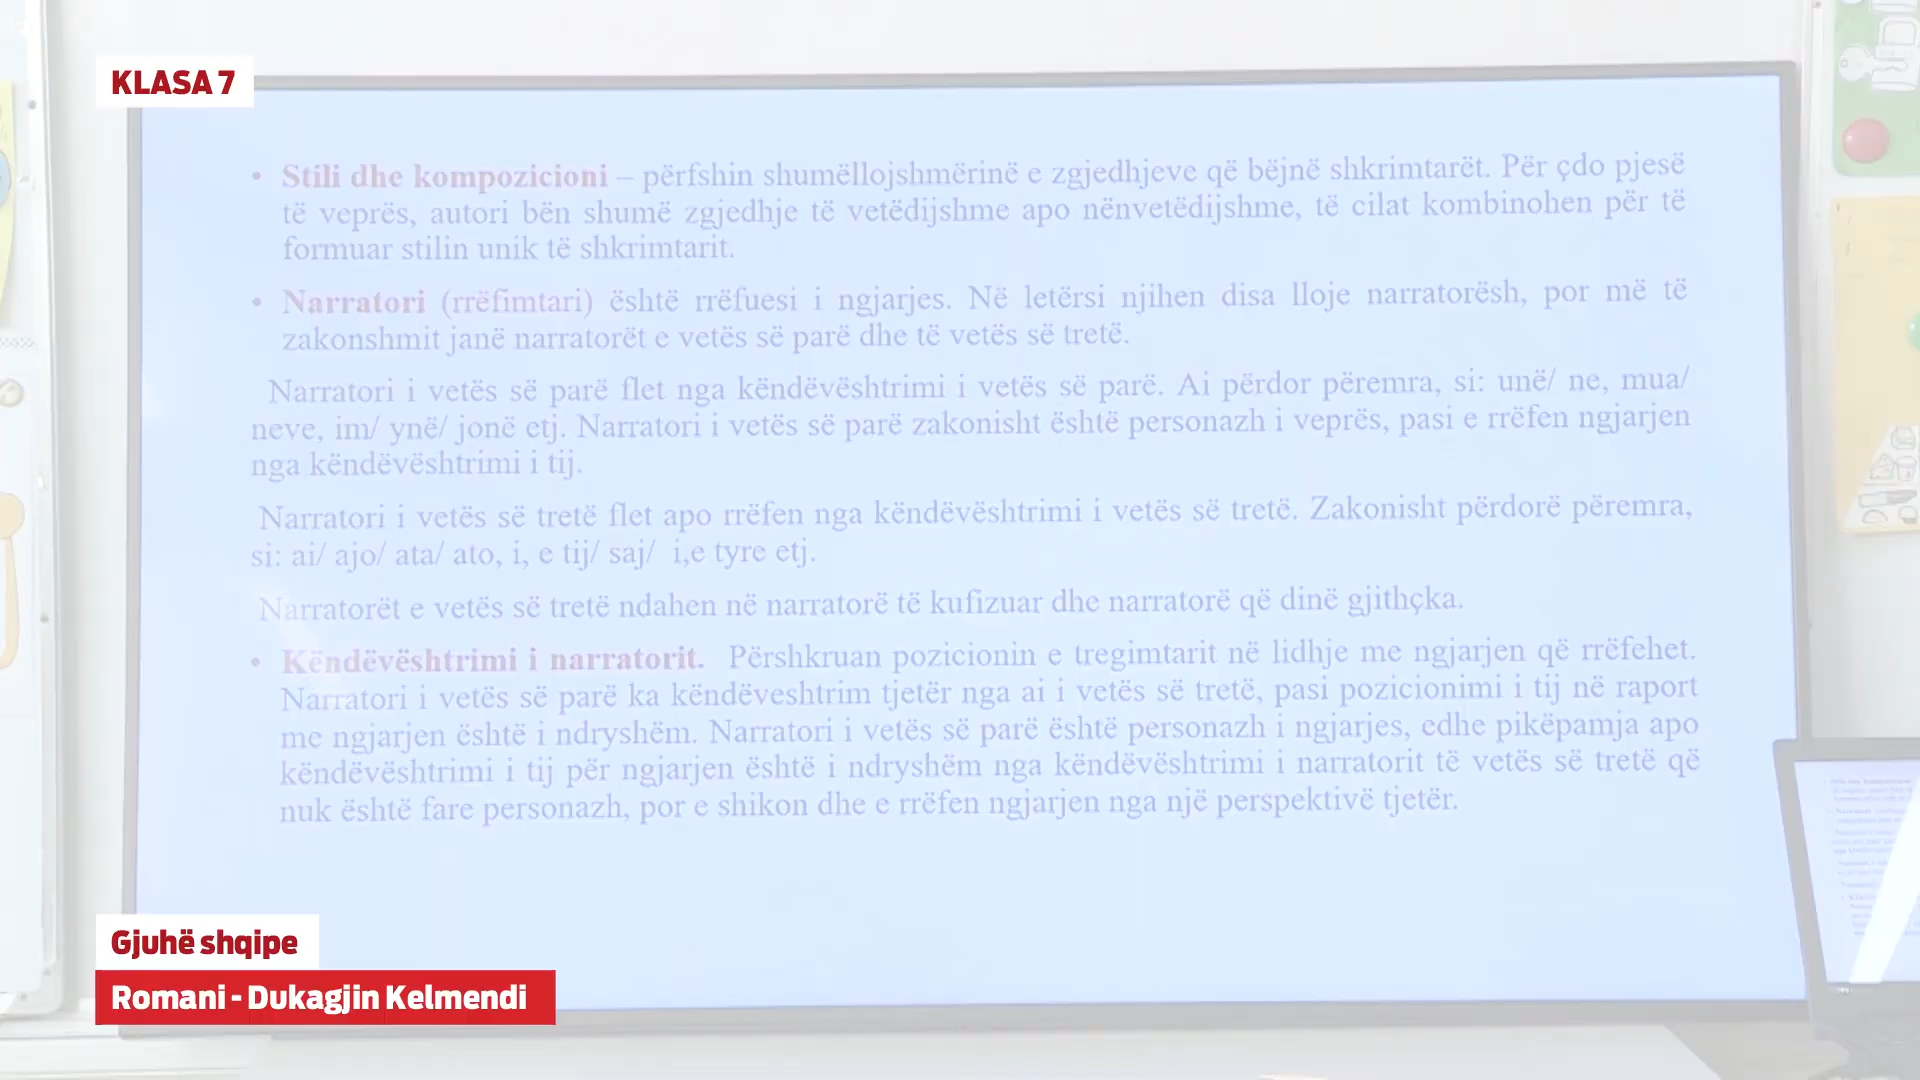 KLASA 7
• Stili dhe kompozicioni – përfshin shumëllojshmërinë e zgjedhjeve që bëjnë shkrimtarët. Për çdo pjesë
të veprës, autori bën shumë zgjedhje të vetëdijshme apo nënvetëdijshme, të cilat kombinohen për të
formuar stilin unik të shkrimtarit.
• Narratori (rrëfimtari) është rrëfuesi i ngjarjes. Në letërsi njihen disa lloje narratorësh, por më të
zakonshmit janë narratorët e vetës së parë dhe të vetës së tretë.
Narratori i vetës së parë flet nga këndëvështrimi i vetës së parë. Ai përdor përemra, si: unë/ ne, mua/
neve, im/ ynë/ jonë etj. Narratori i vetës së parë zakonisht është personazh i veprës, pasi e rrëfen ngjarjen
nga këndëvështrimi i tij.
Narratori i vetës së tretë flet apo rrëfen nga këndëvështrimi i vetës së tretë. Zakonisht përdorë përemra,
si: ai/ ajo/ ata/ ato, i, e tij/ saj/ i,e tyre etj.
Narratorët e vetës së tretë ndahen në narratorë të kufizuar dhe narratorë që dinë gjithçka.
• Këndëvështrimi i narratorit. Përshkruan pozicionin e tregimtarit në lidhje me ngjarjen që rrëfehet.
Narratori i vetës së parë ka këndëveshtrim tjetër nga ai i vetës së tretë, pasi pozicionimi i tij në raport
me ngjarjen është i ndryshëm. Narratori i vetës së parë është personazh i ngjarjes, edhe pikëpamja apo
këndëvështrimi i tij për ngjarjen është i ndryshëm nga këndëvështrimi i narratorit të vetës së tretë që
nuk është fare personazh, por e shikon dhe e rrëfen ngjarjen nga një perspektivë tjetër.
Gjuhë shqipe
Romani - Dukagjin Kelmendi